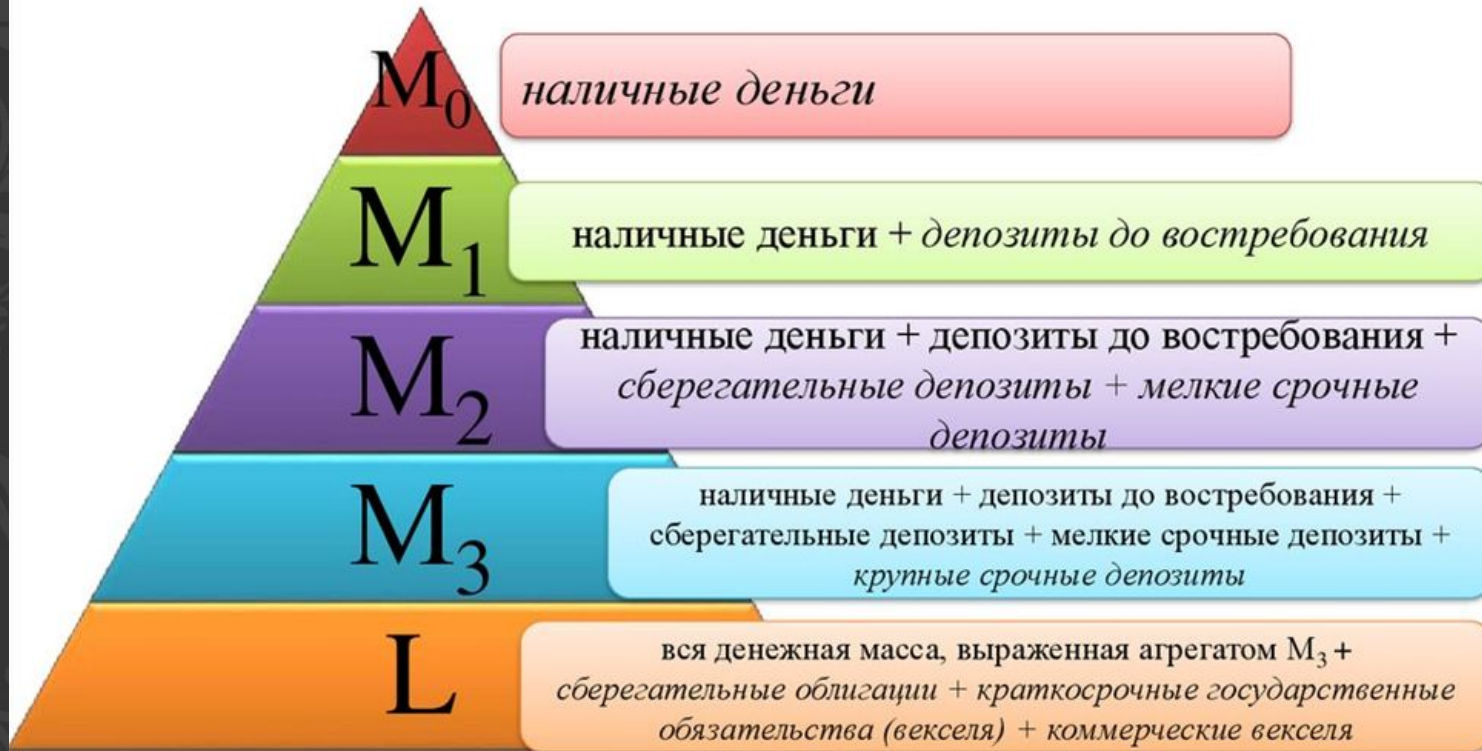 M₀
наличные деньги
M₁
наличные деньги + депозиты до востребования
M₂
наличные деньги + депозиты до востребования +
сберегательные депозиты + мелкие срочные
депозиты
M₃
наличные деньги + депозиты до востребования +
сберегательные депозиты + мелкие срочные депозиты +
крупные срочные депозиты
L
вся денежная масса, выраженная агрегатом M₃ +
сберегательные облигации + краткосрочные государственные
обязательства (векселя) + коммерческие векселя